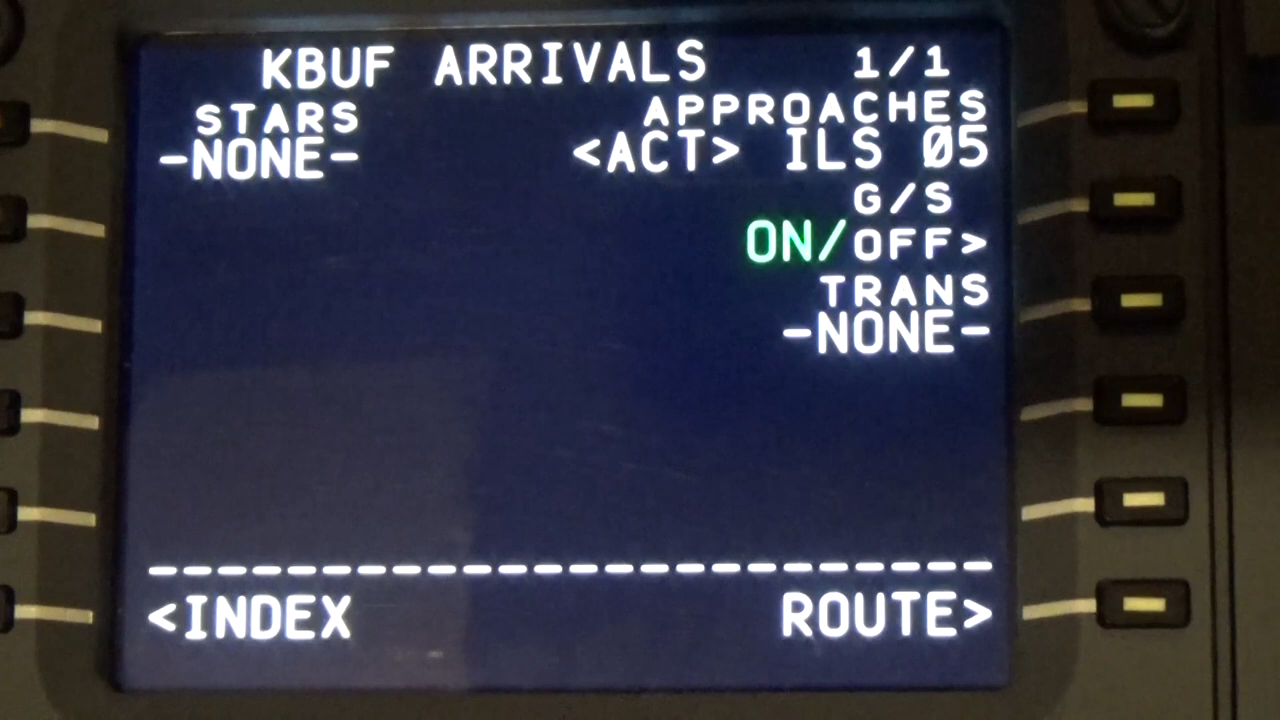 KBUF ARRIVALS 1/1
STARS APPROACHES
-NONE- <ACT> ILS 05
G/S
ON/OFF>
TRANS
-NONE-
------------------------
<INDEX ROUTE>